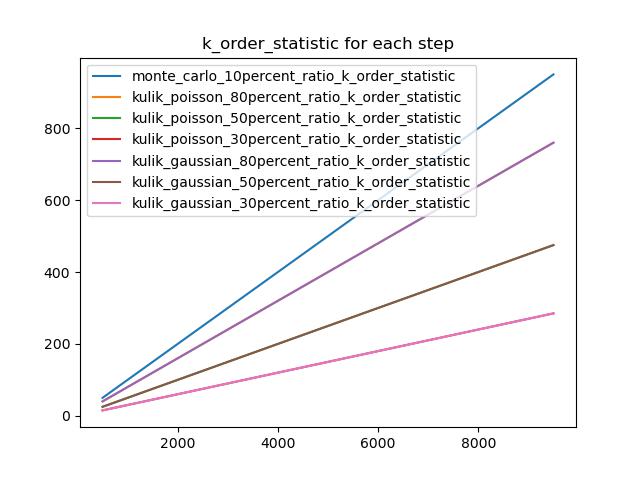 k_order_statistic for each step
monte_carlo_10percent_ratio_k_order_statistic
kulik_poisson_80percent_ratio_k_order_statistic
kulik_poisson_50percent_ratio_k_order_statistic
kulik_poisson_30percent_ratio_k_order_statistic
kulik_gaussian_80percent_ratio_k_order_statistic
kulik_gaussian_50percent_ratio_k_order_statistic
kulik_gaussian_30percent_ratio_k_order_statistic
800
600
400
200
0
2000 4000 6000 8000